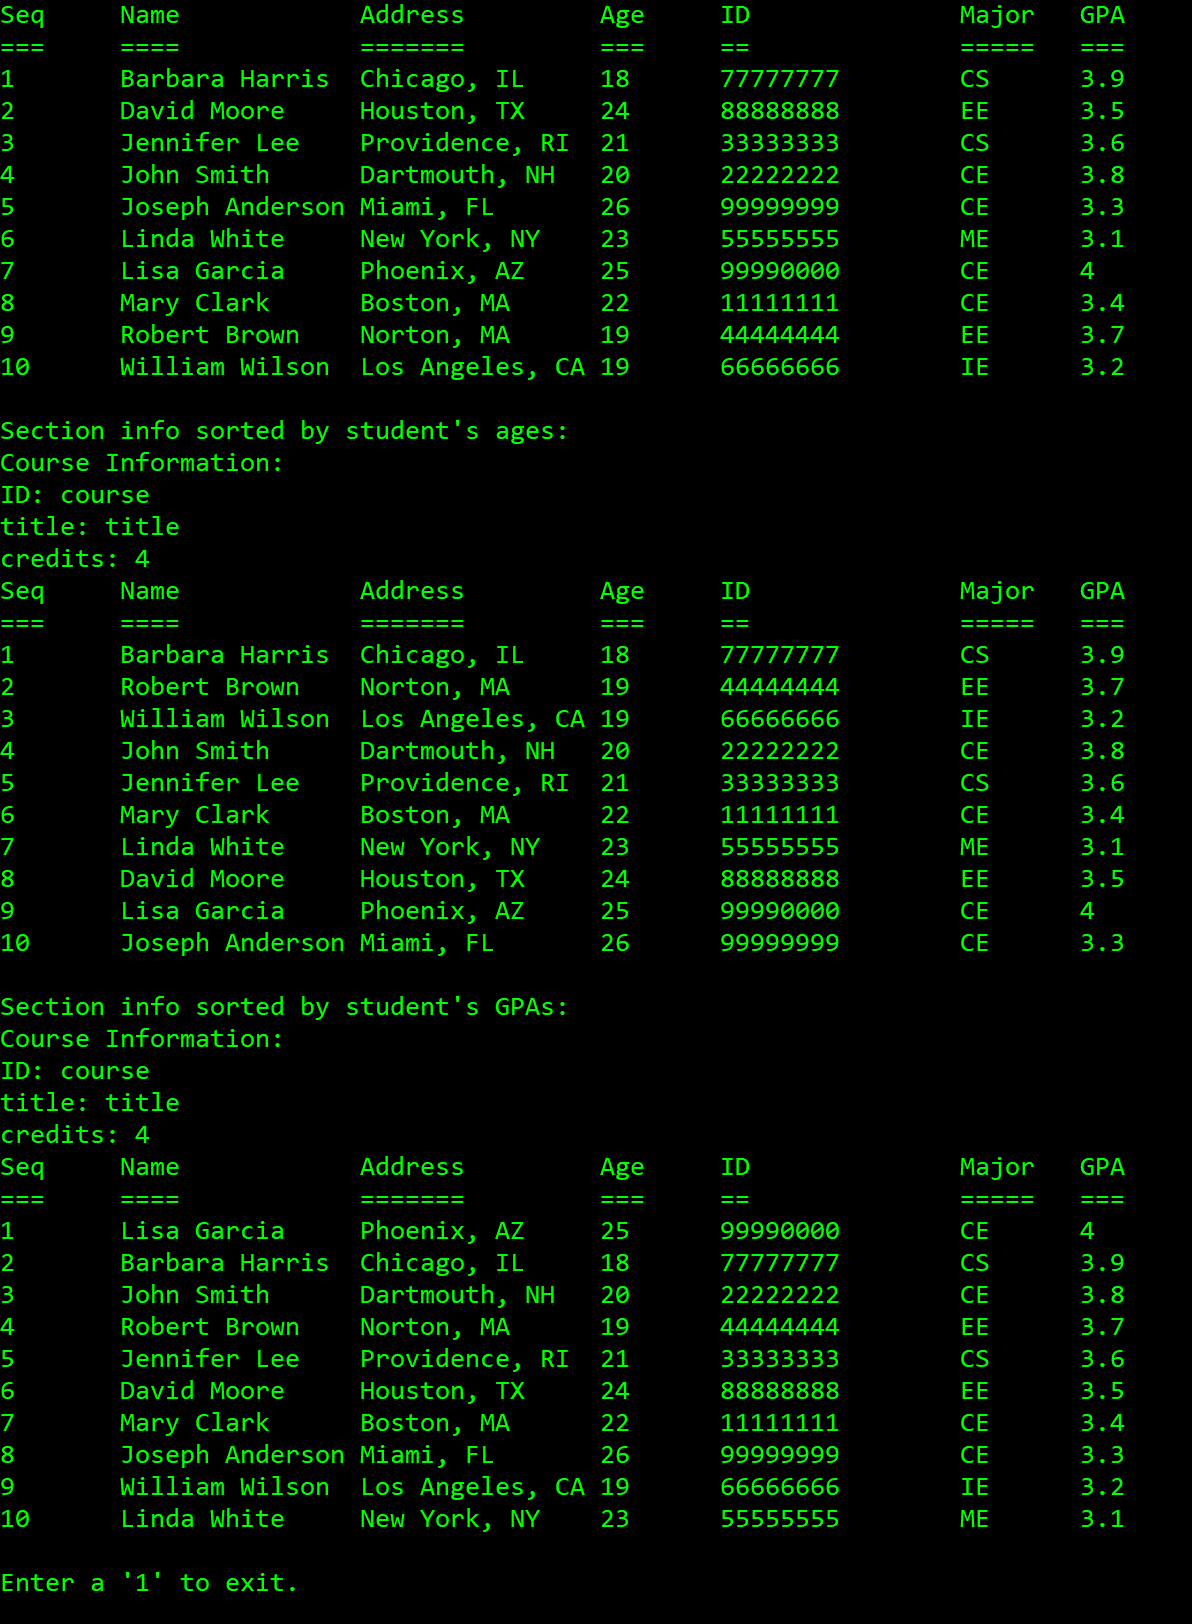 Seq     Name            Address         Age     ID              Major   GPA
===     ====            =======         ===     ==              =====   ===
1       Barbara Harris  Chicago, IL     18      77777777        CS      3.9
2       David Moore     Houston, TX     24      88888888        EE      3.5
3       Jennifer Lee    Providence, RI  21      33333333        CS      3.6
4       John Smith      Dartmouth, NH   20      22222222        CE      3.8
5       Joseph Anderson Miami, FL       26      99999999        CE      3.3
6       Linda White     New York, NY    23      55555555        ME      3.1
7       Lisa Garcia     Phoenix, AZ     25      99990000        CE      4
8       Mary Clark      Boston, MA      22      11111111        CE      3.4
9       Robert Brown    Norton, MA      19      44444444        EE      3.7
10      William Wilson  Los Angeles, CA 19      66666666        IE      3.2

Section info sorted by student's ages:
Course Information:
ID: course
title: title
credits: 4
Seq     Name            Address         Age     ID              Major   GPA
===     ====            =======         ===     ==              =====   ===
1       Barbara Harris  Chicago, IL     18      77777777        CS      3.9
2       Robert Brown    Norton, MA      19      44444444        EE      3.7
3       William Wilson  Los Angeles, CA 19      66666666        IE      3.2
4       John Smith      Dartmouth, NH   20      22222222        CE      3.8
5       Jennifer Lee    Providence, RI  21      33333333        CS      3.6
6       Mary Clark      Boston, MA      22      11111111        CE      3.4
7       Linda White     New York, NY    23      55555555        ME      3.1
8       David Moore     Houston, TX     24      88888888        EE      3.5
9       Lisa Garcia     Phoenix, AZ     25      99990000        CE      4
10      Joseph Anderson Miami, FL       26      99999999        CE      3.3

Section info sorted by student's GPAs:
Course Information:
ID: course
title: title
credits: 4
Seq     Name            Address         Age     ID              Major   GPA
===     ====            =======         ===     ==              =====   ===
1       Lisa Garcia     Phoenix, AZ     25      99990000        CE      4
2       Barbara Harris  Chicago, IL     18      77777777        CS      3.9
3       John Smith      Dartmouth, NH   20      22222222        CE      3.8
4       Robert Brown    Norton, MA      19      44444444        EE      3.7
5       Jennifer Lee    Providence, RI  21      33333333        CS      3.6
6       David Moore     Houston, TX     24      88888888        EE      3.5
7       Mary Clark      Boston, MA      22      11111111        CE      3.4
8       Joseph Anderson Miami, FL       26      99999999        CE      3.3
9       William Wilson  Los Angeles, CA 19      66666666        IE      3.2
10      Linda White     New York, NY    23      55555555        ME      3.1

Enter a '1' to exit.